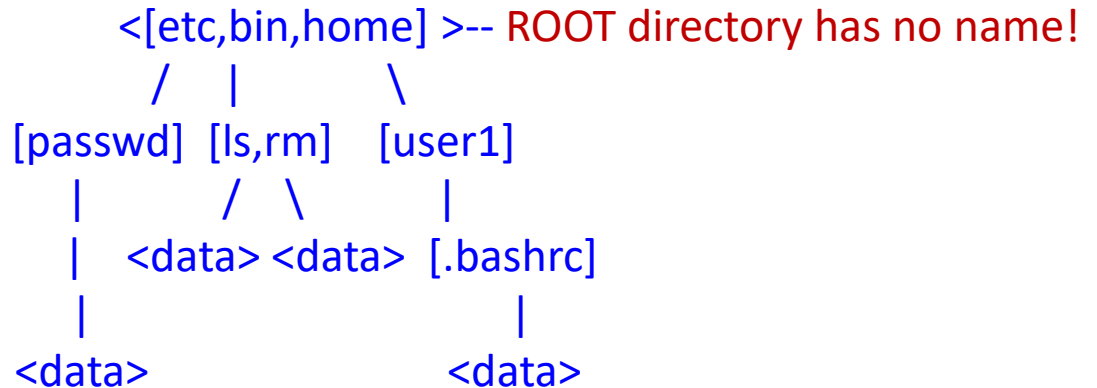 <[etc,bin,home] >-- ROOT directory has no name!
/ | \
[passwd] [ls,rm] [user1]
| / \ |
| <data> <data> [.bashrc]
| |
<data> <data>